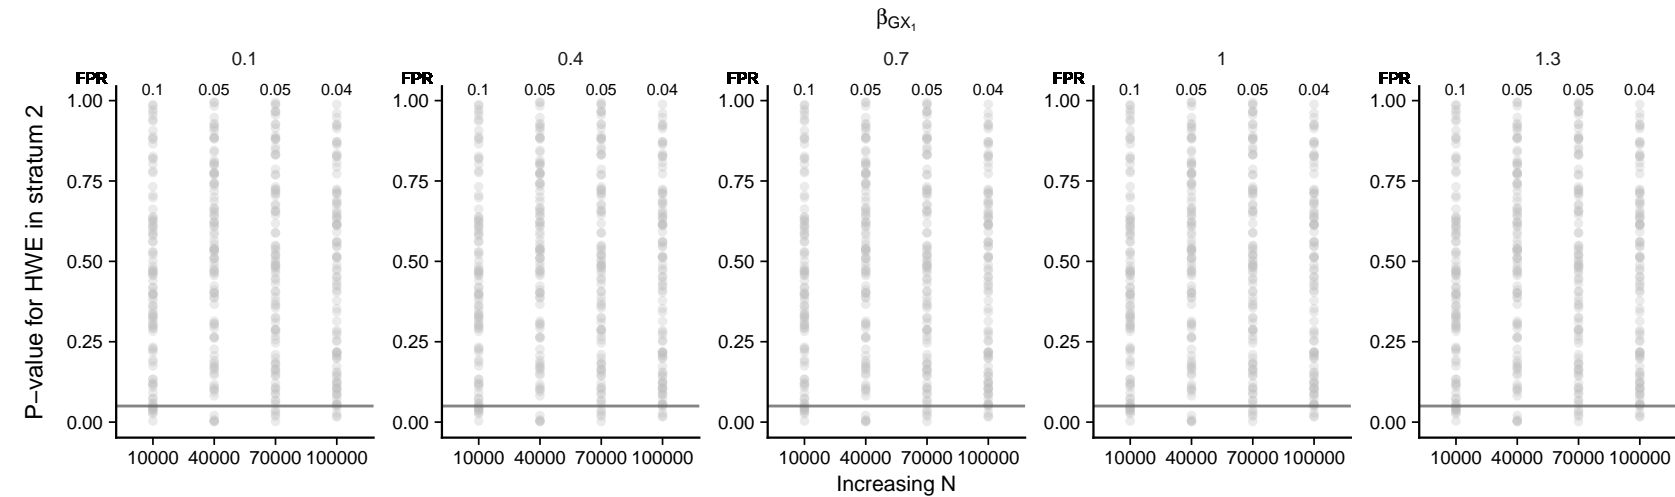 βGX1
0.1 0.4 0.7 1 1.3
FPR FPR FPR FPR FPR
0.1 0.05 0.05 0.04 0.1 0.05 0.05 0.04 0.1 0.05 0.05 0.04 0.1 0.05 0.05 0.04 0.1 0.05 0.05 0.04
1.00 1.00 1.00 1.00 1.00
0.75 0.75 0.75 0.75 0.75
0.50 0.50 0.50 0.50 0.50
0.25 0.25 0.25 0.25 0.25
0.00 0.00 0.00 0.00 0.00
P−value for HWE in stratum 2
10000 40000 70000 100000 10000 40000 70000 100000 10000 40000 70000 100000 10000 40000 70000 100000 10000 40000 70000 100000
Increasing N